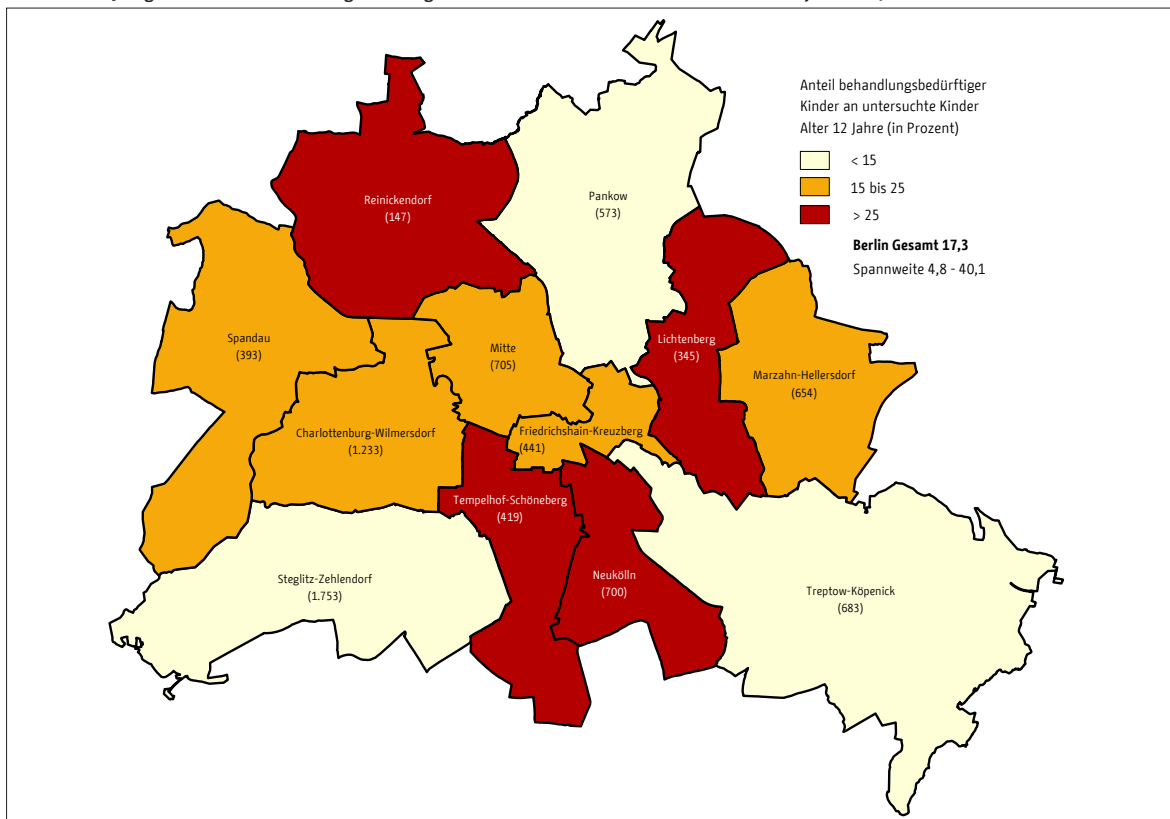 Anteil behandlungsbedürftiger
Kinder an untersuchte Kinder
Alter 12 Jahre (in Prozent)
< 15
15 bis 25
> 25
Berlin Gesamt 17,3
Spannweite 4,8 - 40,1
Reinickendorf
(147)
Pankow
(573)
Spandau
(393)
Mitte
(705)
Lichtenberg
(345)
Marzahn-Hellersdorf
(654)
Charlottenburg-Wilmersdorf
(1.233)
Friedrichshain-Kreuzberg
(441)
Tempelhof-Schöneberg
(419)
Steglitz-Zehlendorf
(1.753)
Neukölln
(700)
Treptow-Köpenick
(683)